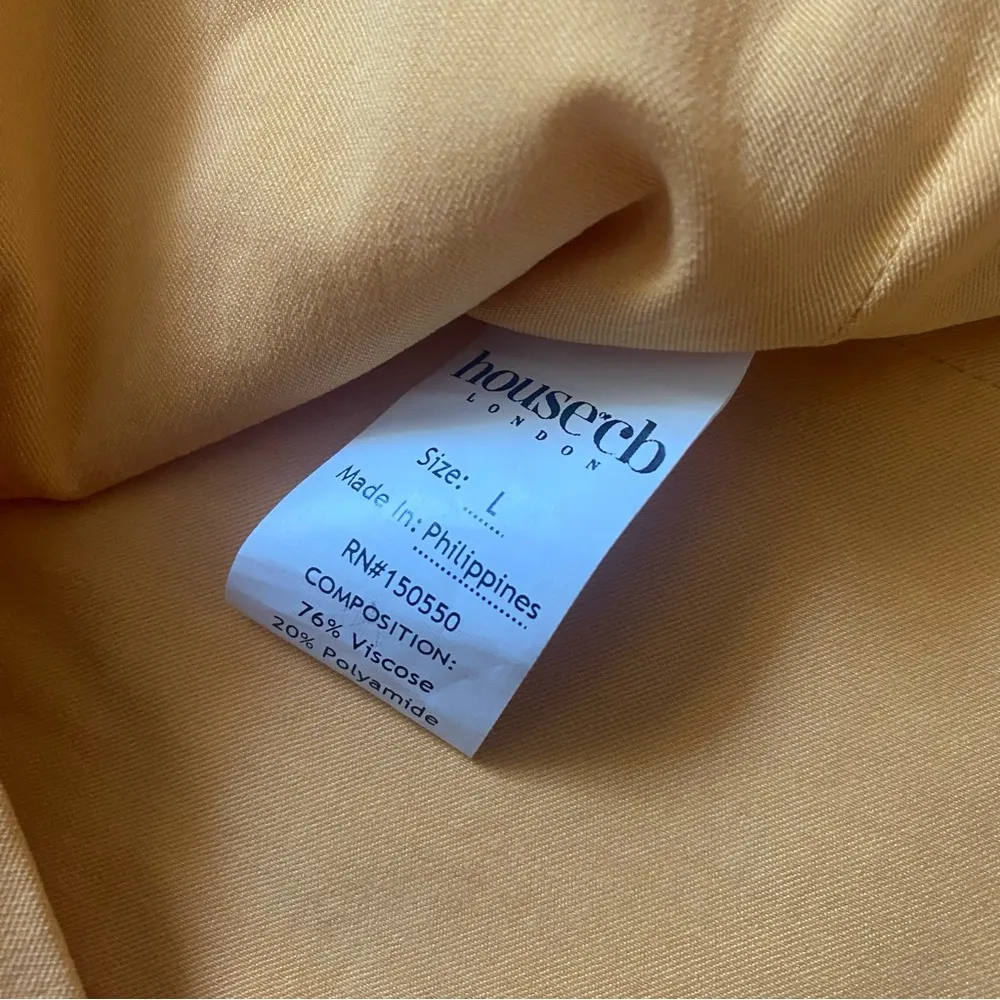 house of cb
LONDON
Size: L
Made In: Philippines
RN#150550
COMPOSITION:
76% Viscose
20% Polyamide